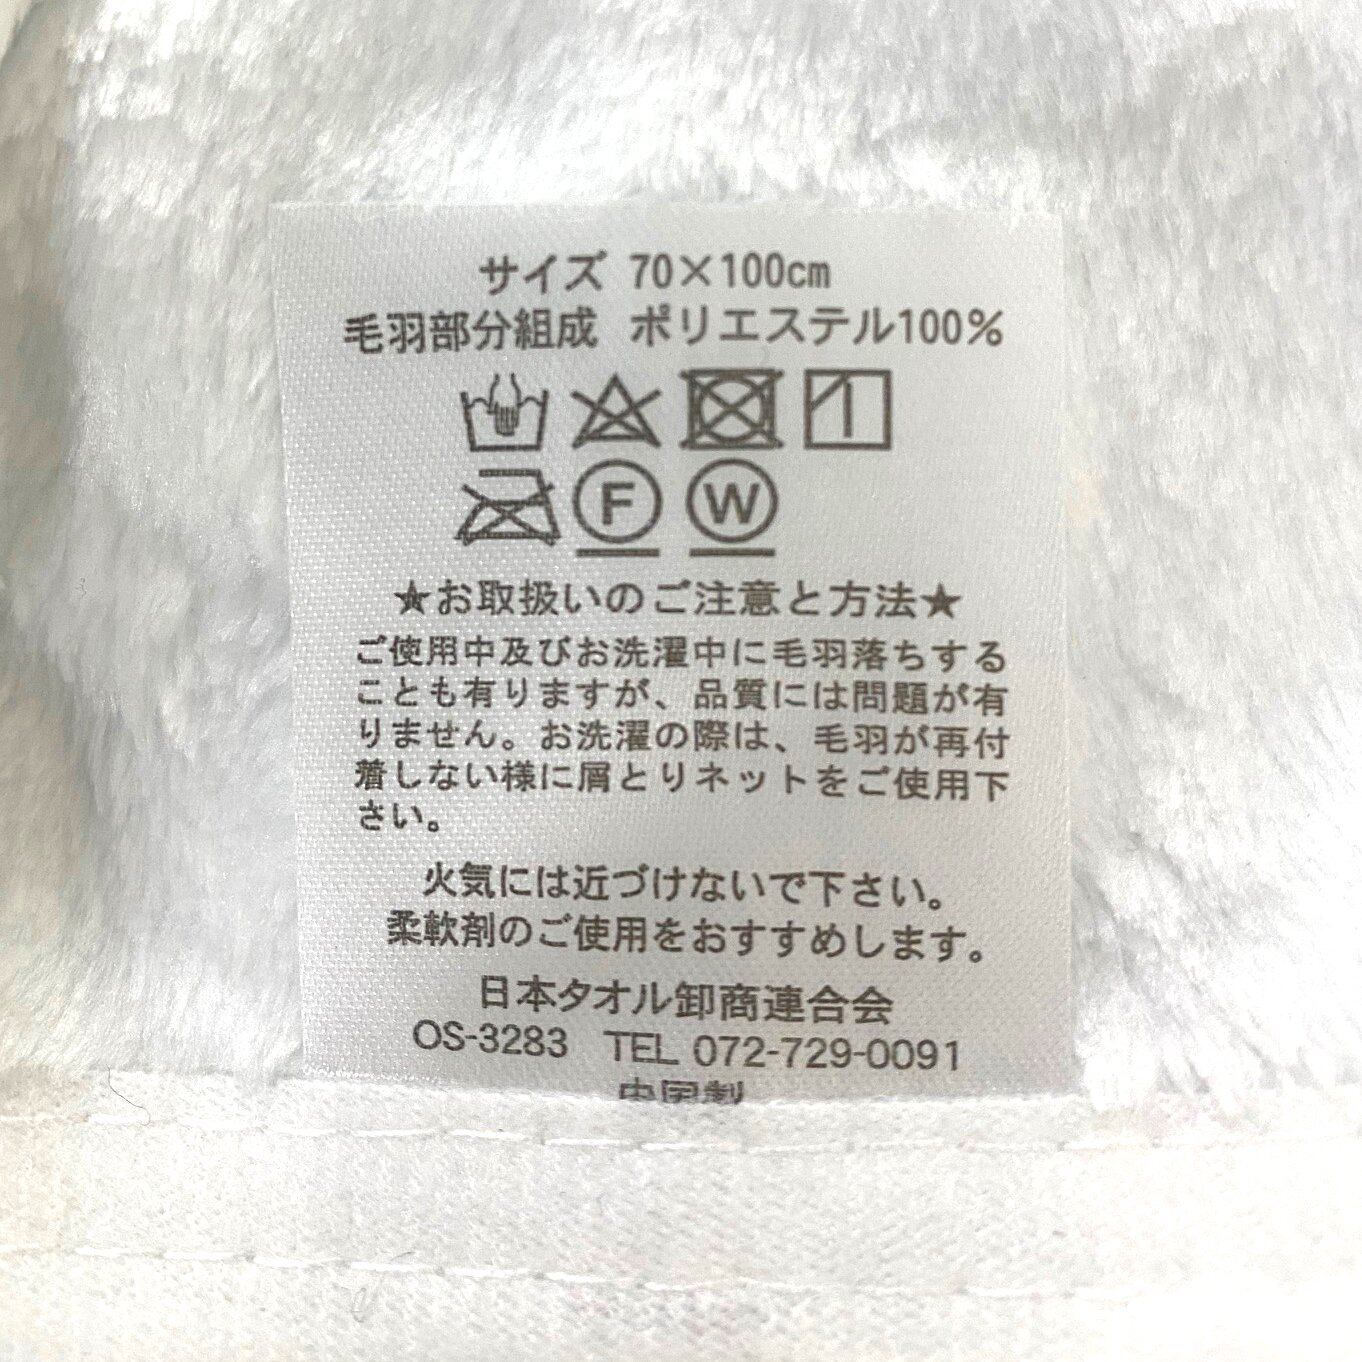 サイズ 70×100cm
毛羽部分組成 ポリエステル100%
F W
★お取扱いのご注意と方法★
ご使用中及びお洗濯中に毛羽落ちする
ことも有りますが、品質には問題が有
りません。お洗濯の際は、毛羽が再付
着しない様に屑とりネットをご使用下
さい。
火気には近づけないで下さい。
柔軟剤のご使用をおすすめします。
日本タオル卸商連合会
OS-3283 TEL 072-729-0091
中国製